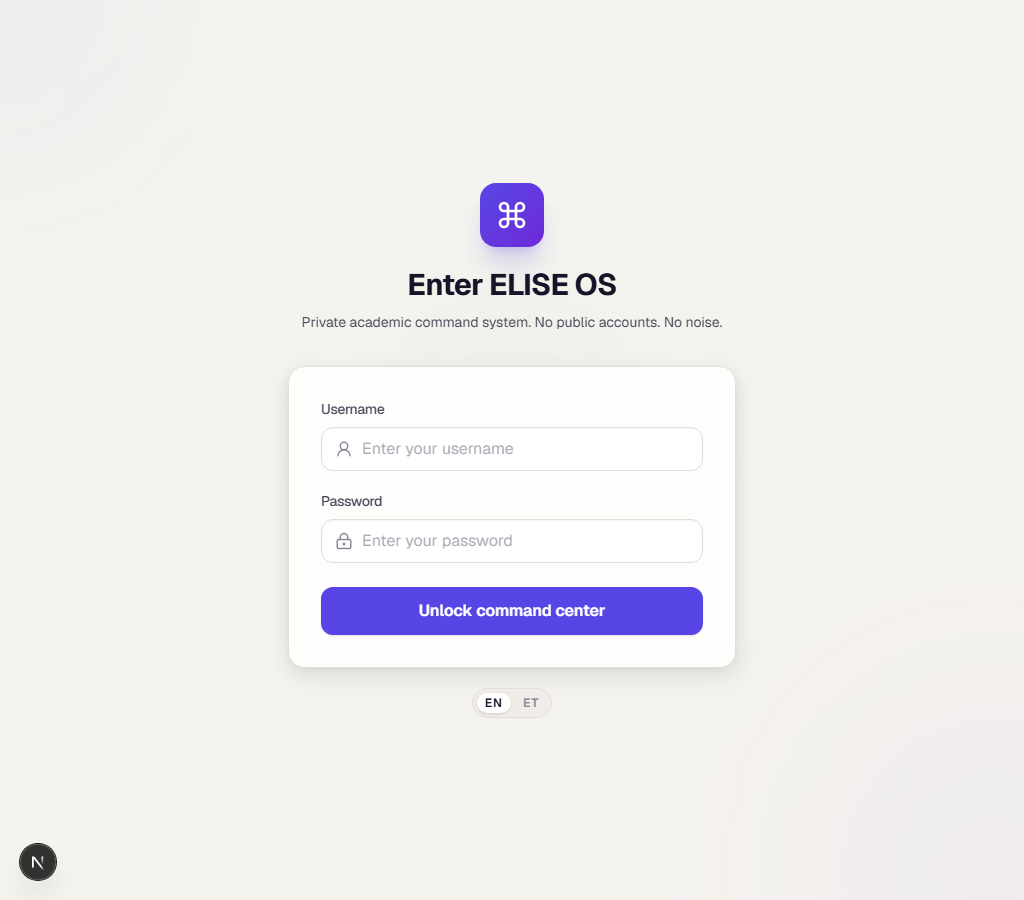 Enter ELISE OS
Private academic command system. No public accounts. No noise.
Username
Enter your username
Password
Enter your password
Unlock command center
EN ET
N